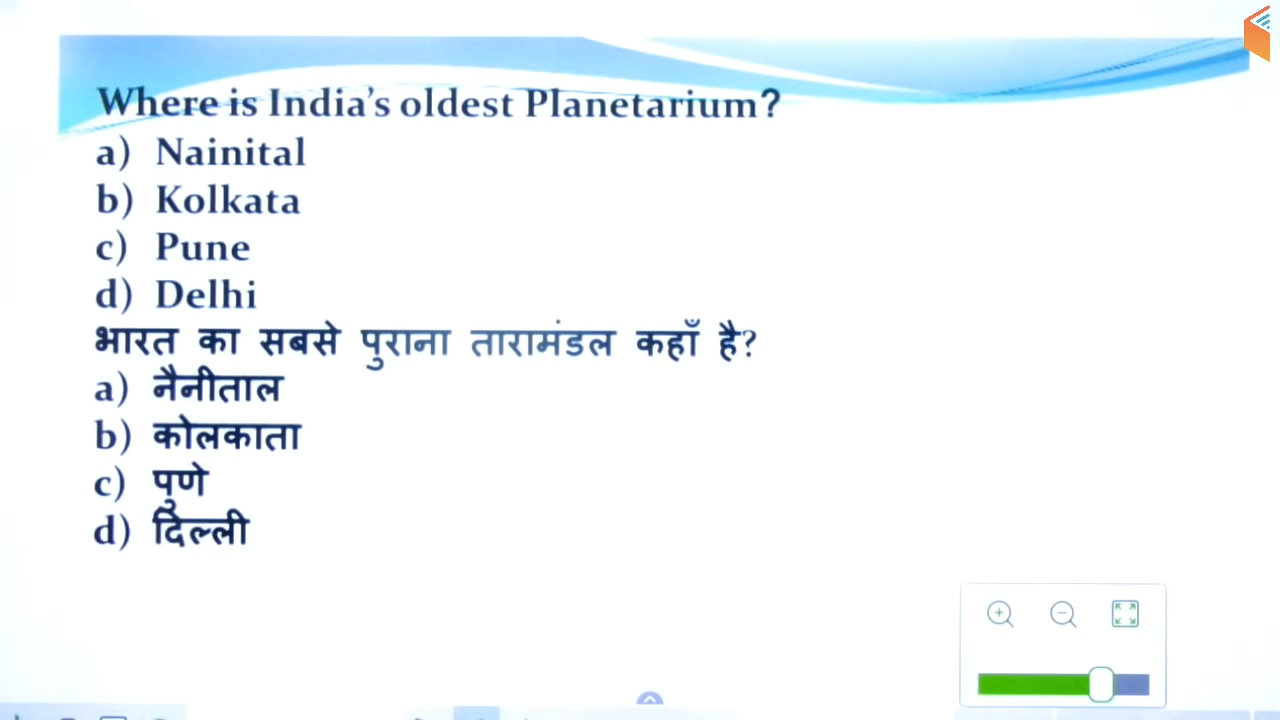 Where is India’s oldest Planetarium?
a) Nainital
b) Kolkata
c) Pune
d) Delhi
भारत का सबसे पुराना तारामंडल कहाँ है?
a) नैनीताल
b) कोलकाता
c) पुणे
d) दिल्ली